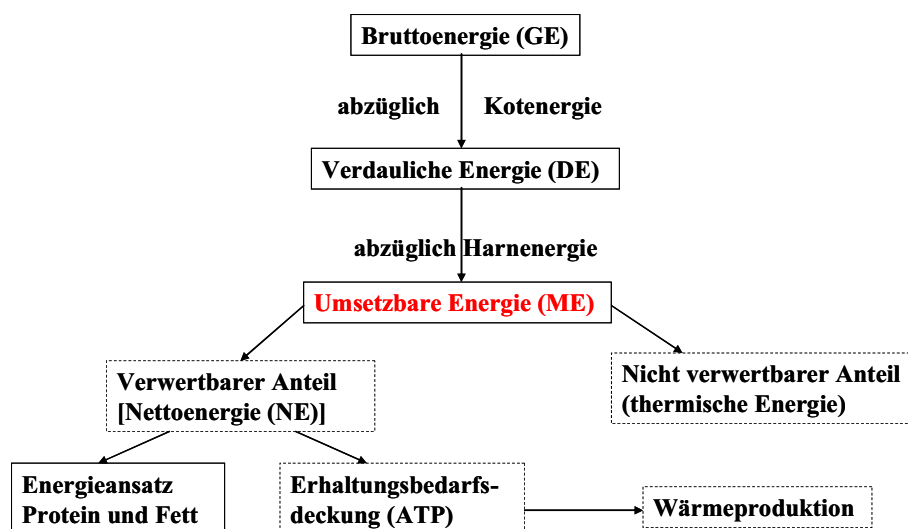 Bruttoenergie (GE)
abzüglich Kotenergie
Verdauliche Energie (DE)
abzüglich Harnenergie
Umsetzbare Energie (ME)
Verwertbarer Anteil
[Nettoenergie (NE)]
Nicht verwertbarer Anteil
(thermische Energie)
Energieansatz
Protein und Fett
Erhaltungsbedarfs-
deckung (ATP)
Wärmeproduktion